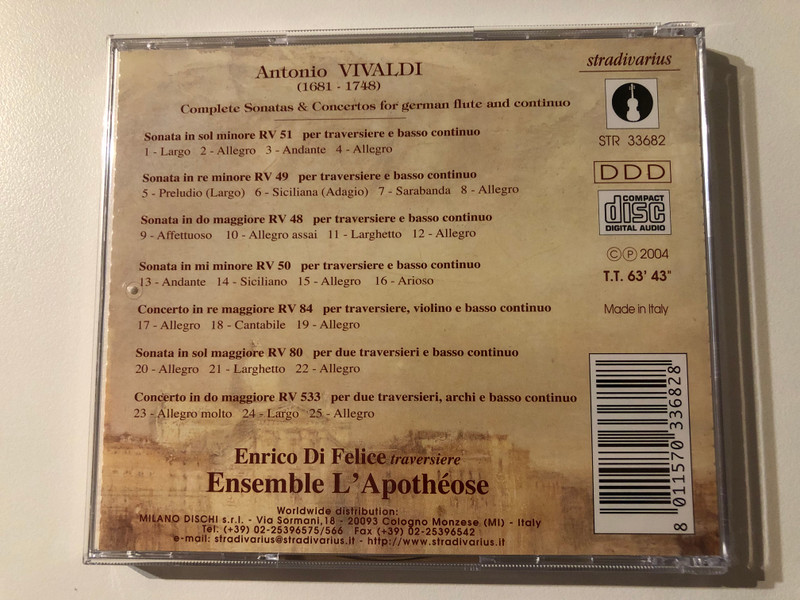 Antonio VIVALDI
(1681 - 1748)
Complete Sonatas & Concertos for german flute and continuo
Sonata in sol minore RV 51 per traversiere e basso continuo
1 - Largo 2 - Allegro 3 - Andante 4 - Allegro
Sonata in re minore RV 49 per traversiere e basso continuo
5 - Preludio (Largo) 6 - Siciliana (Adagio) 7 - Sarabanda 8 - Allegro
Sonata in do maggiore RV 48 per traversiere e basso continuo
9 - Affettuoso 10 - Allegro assai 11 - Larghetto 12 - Allegro
Sonata in mi minore RV 50 per traversiere e basso continuo
13 - Andante 14 - Siciliano 15 - Allegro 16 - Arioso
Concerto in re maggiore RV 84 per traversiere, violino e basso continuo
17 - Allegro 18 - Cantabile 19 - Allegro
Sonata in sol maggiore RV 80 per due traversieri e basso continuo
20 - Allegro 21 - Larghetto 22 - Allegro
Concerto in do maggiore RV 533 per due traversieri, archi e basso continuo
23 - Allegro molto 24 - Largo 25 - Allegro
Enrico Di Felice traversiere
Ensemble L'Apothéose
Worldwide distribution:
MILANO DISCHI s.r.l. - Via Sormani,18 - 20093 Cologno Monzese (MI) - Italy
Tel: (+39) 02-25396575/566 Fax (+39) 02-25396542
e-mail: stradivarius@stradivarius.it - http://www.stradivarius.it
stradivarius
STR 33682
DDD
COMPACT
disc
DIGITAL AUDIO
©℗ 2004
T.T. 63' 43"
Made in Italy
8 011570 336828